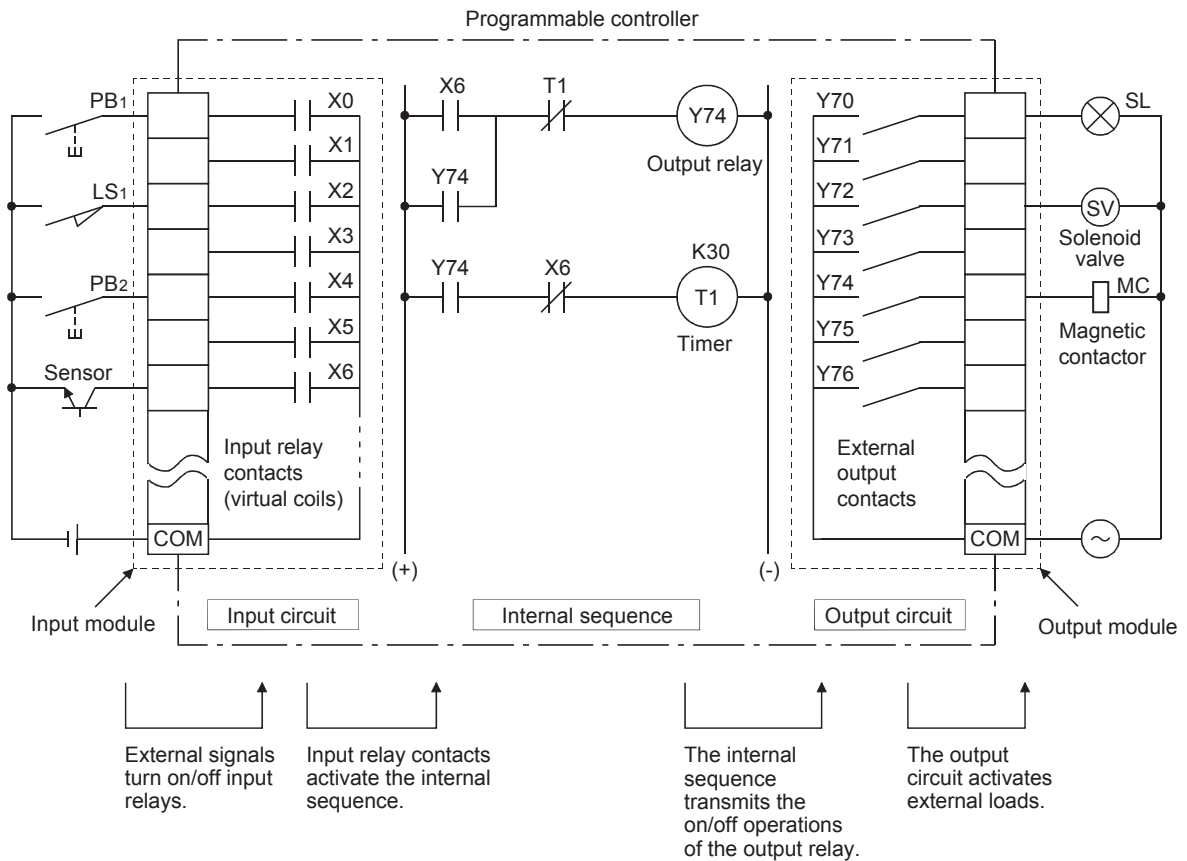 Programmable controller
PB1
LS1
PB2
Sensor
X0
X1
X2
X3
X4
X5
X6
Input relay
contacts
(virtual coils)
COM
Input module
Input circuit
X6
T1
Y74
Output relay
Y74
Y74
X6
K30
T1
Timer
(+)
(-)
Internal sequence
Y70
Y71
Y72
Y73
Y74
Y75
Y76
External
output
contacts
COM
Output circuit
SL
SV
Solenoid
valve
MC
Magnetic
contactor
Output module
External signals
turn on/off input
relays.
Input relay contacts
activate the internal
sequence.
The internal
sequence
transmits the
on/off operations
of the output relay.
The output
circuit activates
external loads.